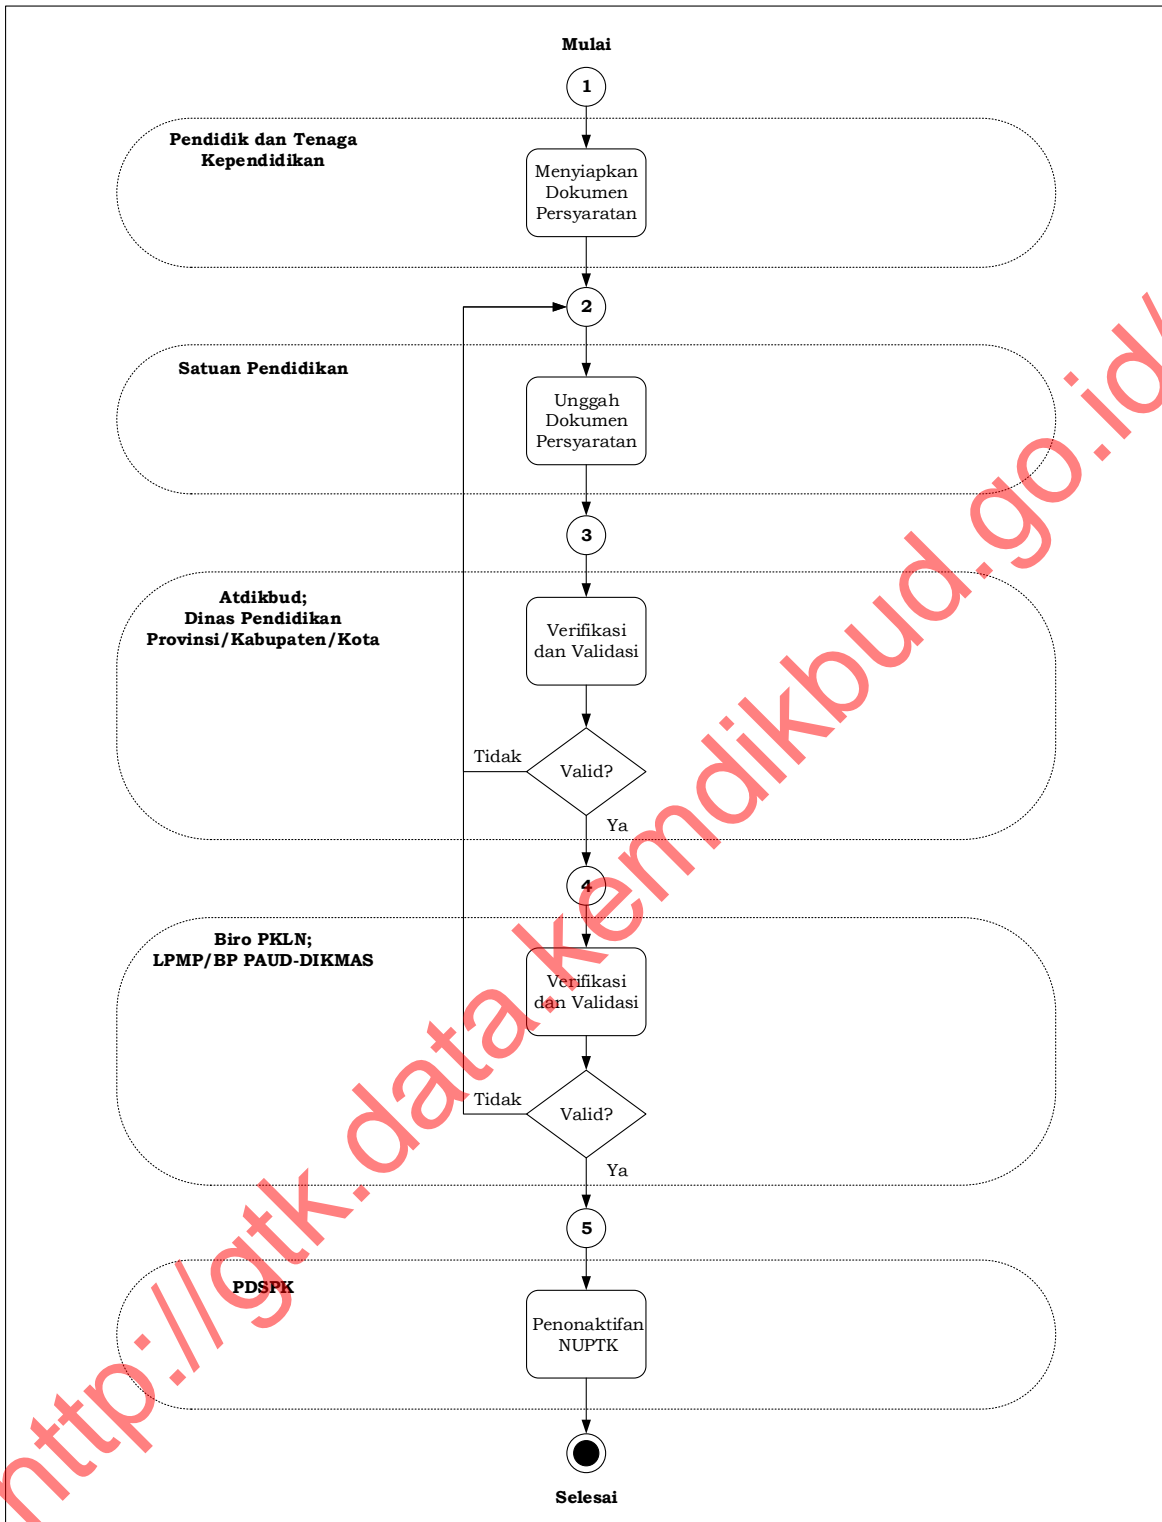 Mulai
1
Pendidik dan Tenaga
Kependidikan
Menyiapkan
Dokumen
Persyaratan
2
Satuan Pendidikan
Unggah
Dokumen
Persyaratan
3
Atdikbud;
Dinas Pendidikan
Provinsi/Kabupaten/Kota
Verifikasi
dan Validasi
Tidak
Valid?
Ya
4
Biro PKLN;
LPMP/BP PAUD-DIKMAS
Verifikasi
dan Validasi
Tidak
Valid?
Ya
5
PDSPK
Penonaktifan
NUPTK
Selesai
http://gtk.data.kemdikbud.go.id/